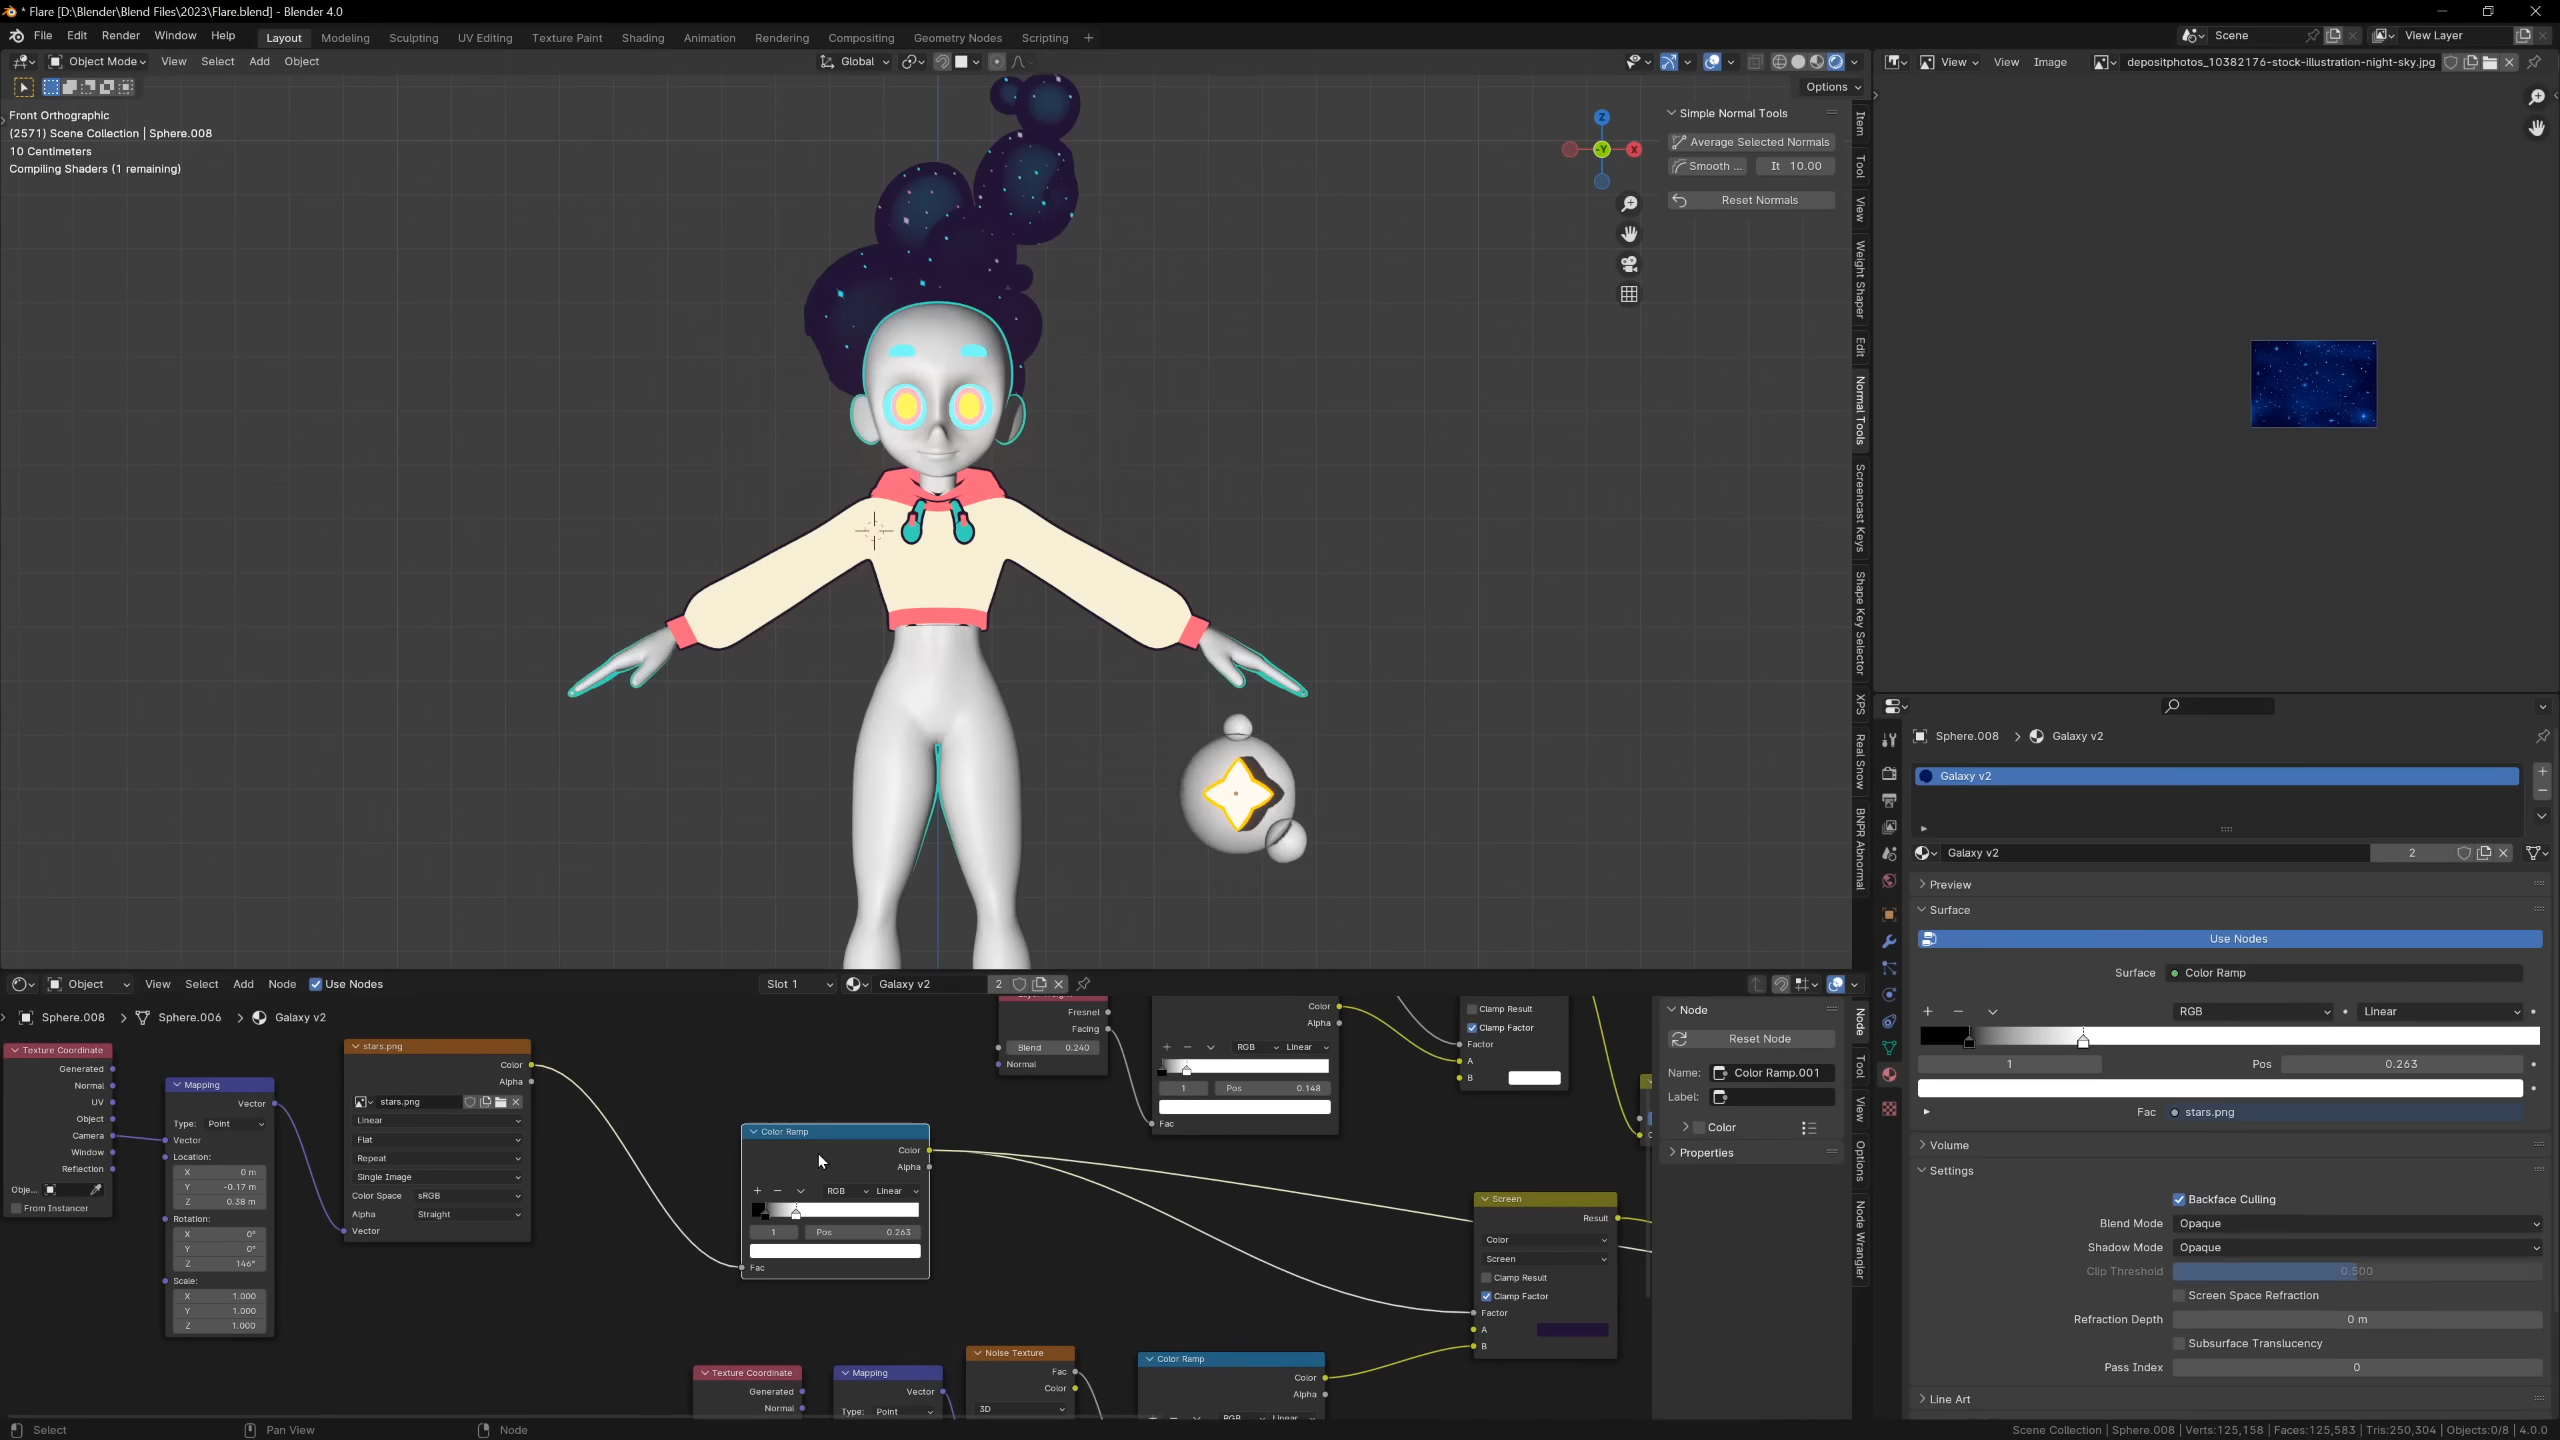 * Flare [D:\Blender\Blend Files\2023\Flare.blend] - Blender 4.0
File Edit Render Window Help Layout Modeling Sculpting UV Editing Texture Paint Shading Animation Rendering Compositing Geometry Nodes Scripting + Scene View Layer
Object Mode View Select Add Object Global
Options
Front Orthographic
(2571) Scene Collection | Sphere.008
10 Centimeters
Compiling Shaders (1 remaining)
Z
-Y
X
Simple Normal Tools
Average Selected Normals
Smooth ... It 10.00
Reset Normals
Item
Tool
View
Weight Shaper
Edit
Normal Tools
Screencast Keys
Shape Key Selector
XPS
Real Snow
BNPR Abnormal
View View Image depositphotos_10382176-stock-illustration-night-sky.jpg
Sphere.008 > Galaxy v2
Galaxy v2
Galaxy v2 2
Preview
Surface
Use Nodes
Surface Color Ramp
RGB Linear
1 Pos 0.263
Fac stars.png
Volume
Settings
Backface Culling
Blend Mode Opaque
Shadow Mode Opaque
Clip Threshold 0.500
Screen Space Refraction
Refraction Depth 0 m
Subsurface Translucency
Pass Index 0
Line Art
Object View Select Add Node Use Nodes Slot 1 Galaxy v2 2
Sphere.008 > Sphere.006 > Galaxy v2
Texture Coordinate
Generated
Normal
UV
Object
Camera
Window
Reflection
Obje...
From Instancer
Mapping
Vector
Type: Point
Vector
Location:
X 0 m
Y -0.17 m
Z 0.38 m
Rotation:
X 0°
Y 0°
Z 146°
Scale:
X 1.000
Y 1.000
Z 1.000
stars.png
Color
Alpha
stars.png
Linear
Flat
Repeat
Single Image
Color Space sRGB
Alpha Straight
Vector
Color Ramp
Color
Alpha
RGB Linear
1 Pos 0.263
Fac
Fresnel
Facing
Blend 0.240
Normal
Color
Alpha
RGB Linear
1 Pos 0.148
Fac
Clamp Result
Clamp Factor
Factor
A
B
Screen
Result
Color
Screen
Clamp Result
Clamp Factor
Factor
A
B
Texture Coordinate
Generated
Normal
Mapping
Vector
Type: Point
Noise Texture
Fac
Color
3D
Color Ramp
Color
Alpha
RGB Linear
Node
Reset Node
Name: Color Ramp.001
Label:
Color
Properties
Node
Tool
View
Options
Node Wrangler
Select Pan View Node Scene Collection | Sphere.008 | Verts:125,158 | Faces:125,583 | Tris:250,304 | Objects:0/8 | 4.0.0